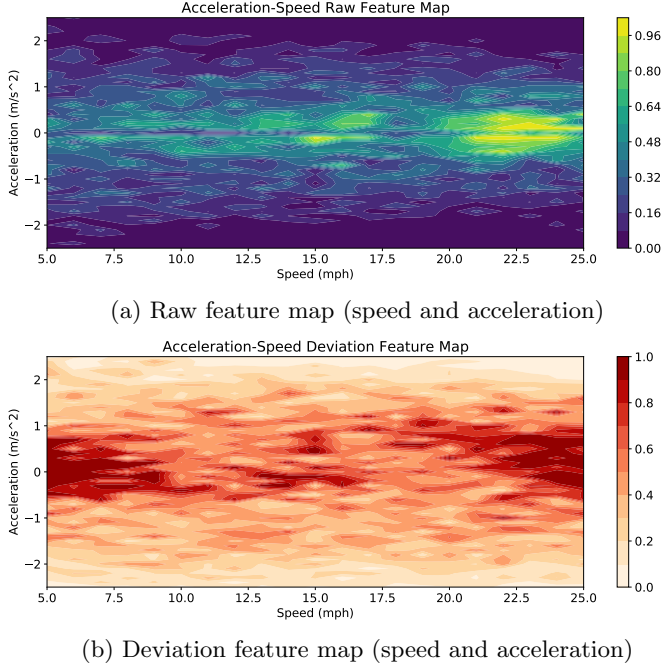 Acceleration-Speed Raw Feature Map
Acceleration (m/s^2)
2
1
0
−1
−2
5.0 7.5 10.0 12.5 15.0 17.5 20.0 22.5 25.0
Speed (mph)
0.96
0.80
0.64
0.48
0.32
0.16
0.00
(a) Raw feature map (speed and acceleration)
Acceleration-Speed Deviation Feature Map
Acceleration (m/s^2)
2
1
0
−1
−2
5.0 7.5 10.0 12.5 15.0 17.5 20.0 22.5 25.0
Speed (mph)
1.0
0.8
0.6
0.4
0.2
0.0
(b) Deviation feature map (speed and acceleration)